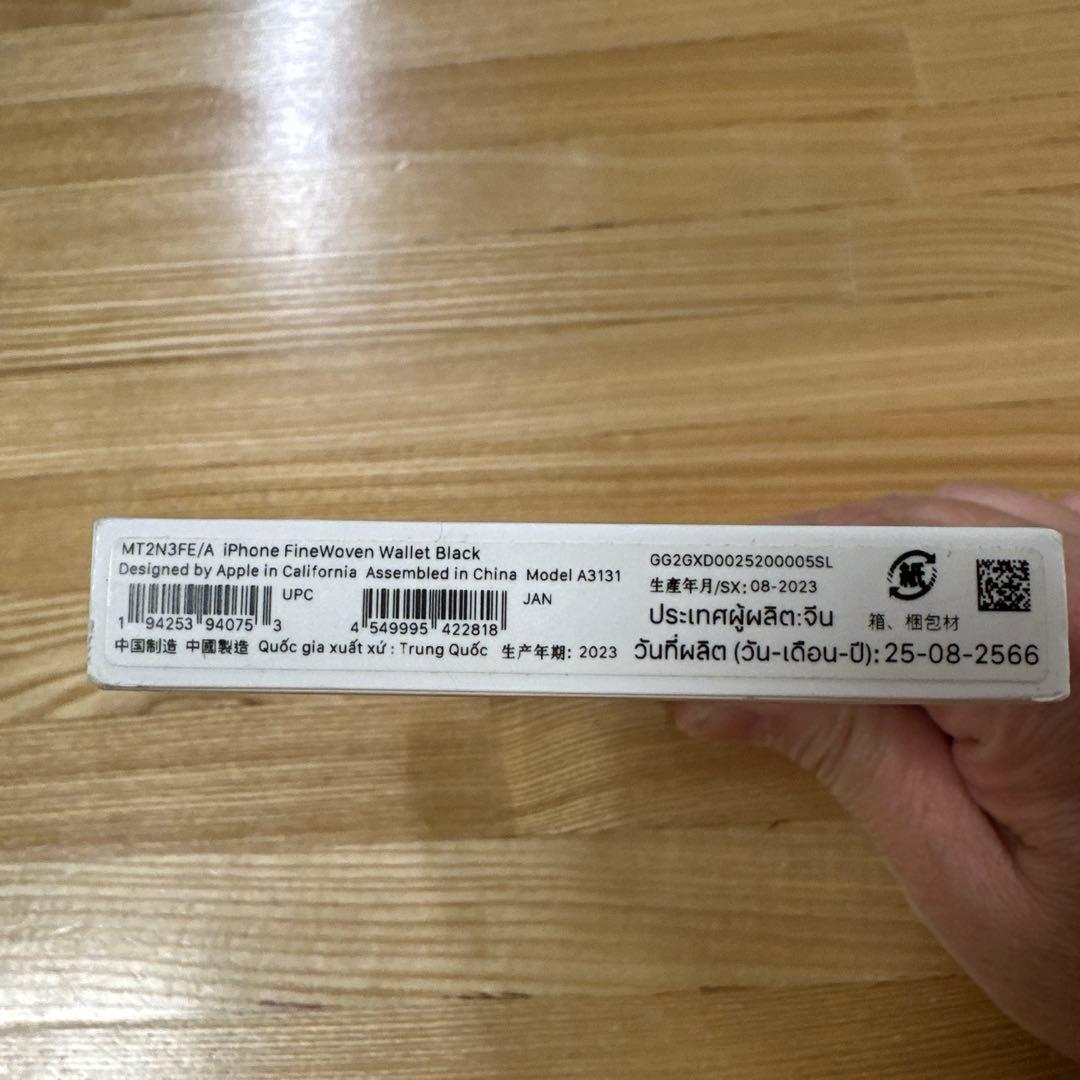 MT2N3FE/A iPhone FineWoven Wallet Black
Designed by Apple in California Assembled in China Model A3131
UPC
1 94253 94075 3
JAN
4 549995 422818
中国制造 中國製造 Quốc gia xuất xứ : Trung Quốc 生产年期: 2023
GG2GXD0025200005SL
生產年月/SX: 08-2023
ประเทศผู้ผลิต:จีน
วันที่ผลิต (วัน-เดือน-ปี): 25-08-2566
紙
箱、梱包材